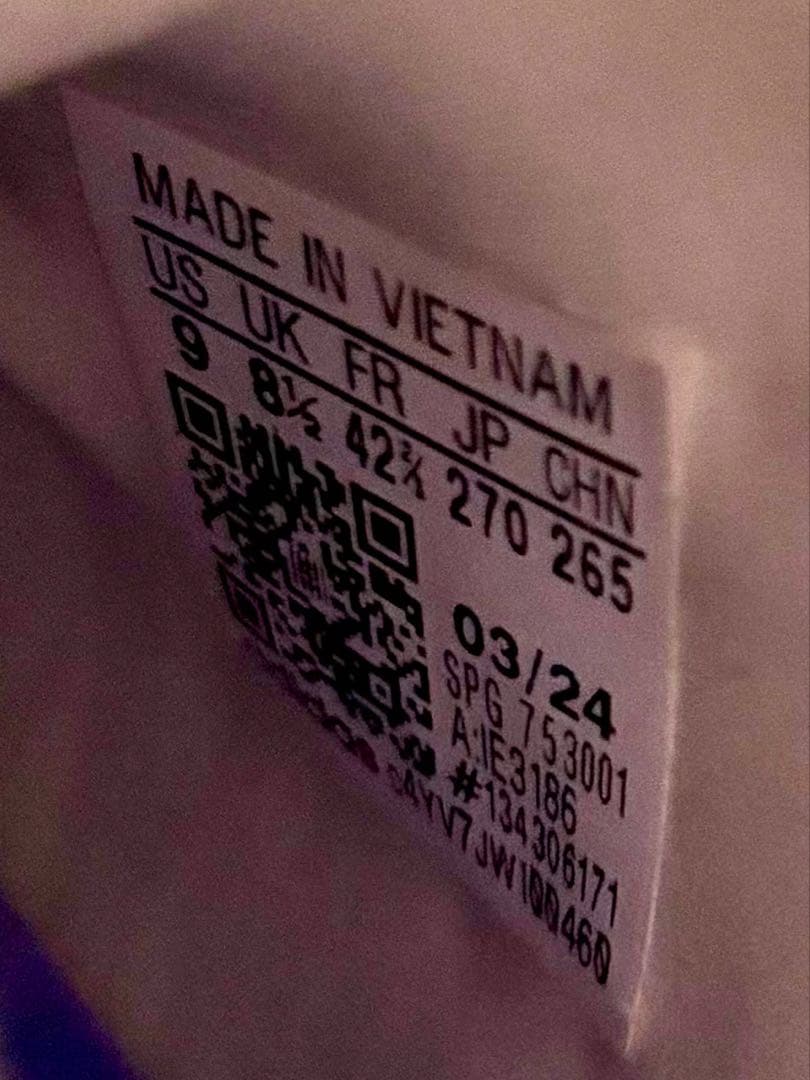 MADE IN VIETNAM
US UK FR JP CHN
9 8½ 42⅔ 270 265
03/24
SPG 753001
A:IE3186
#134306171